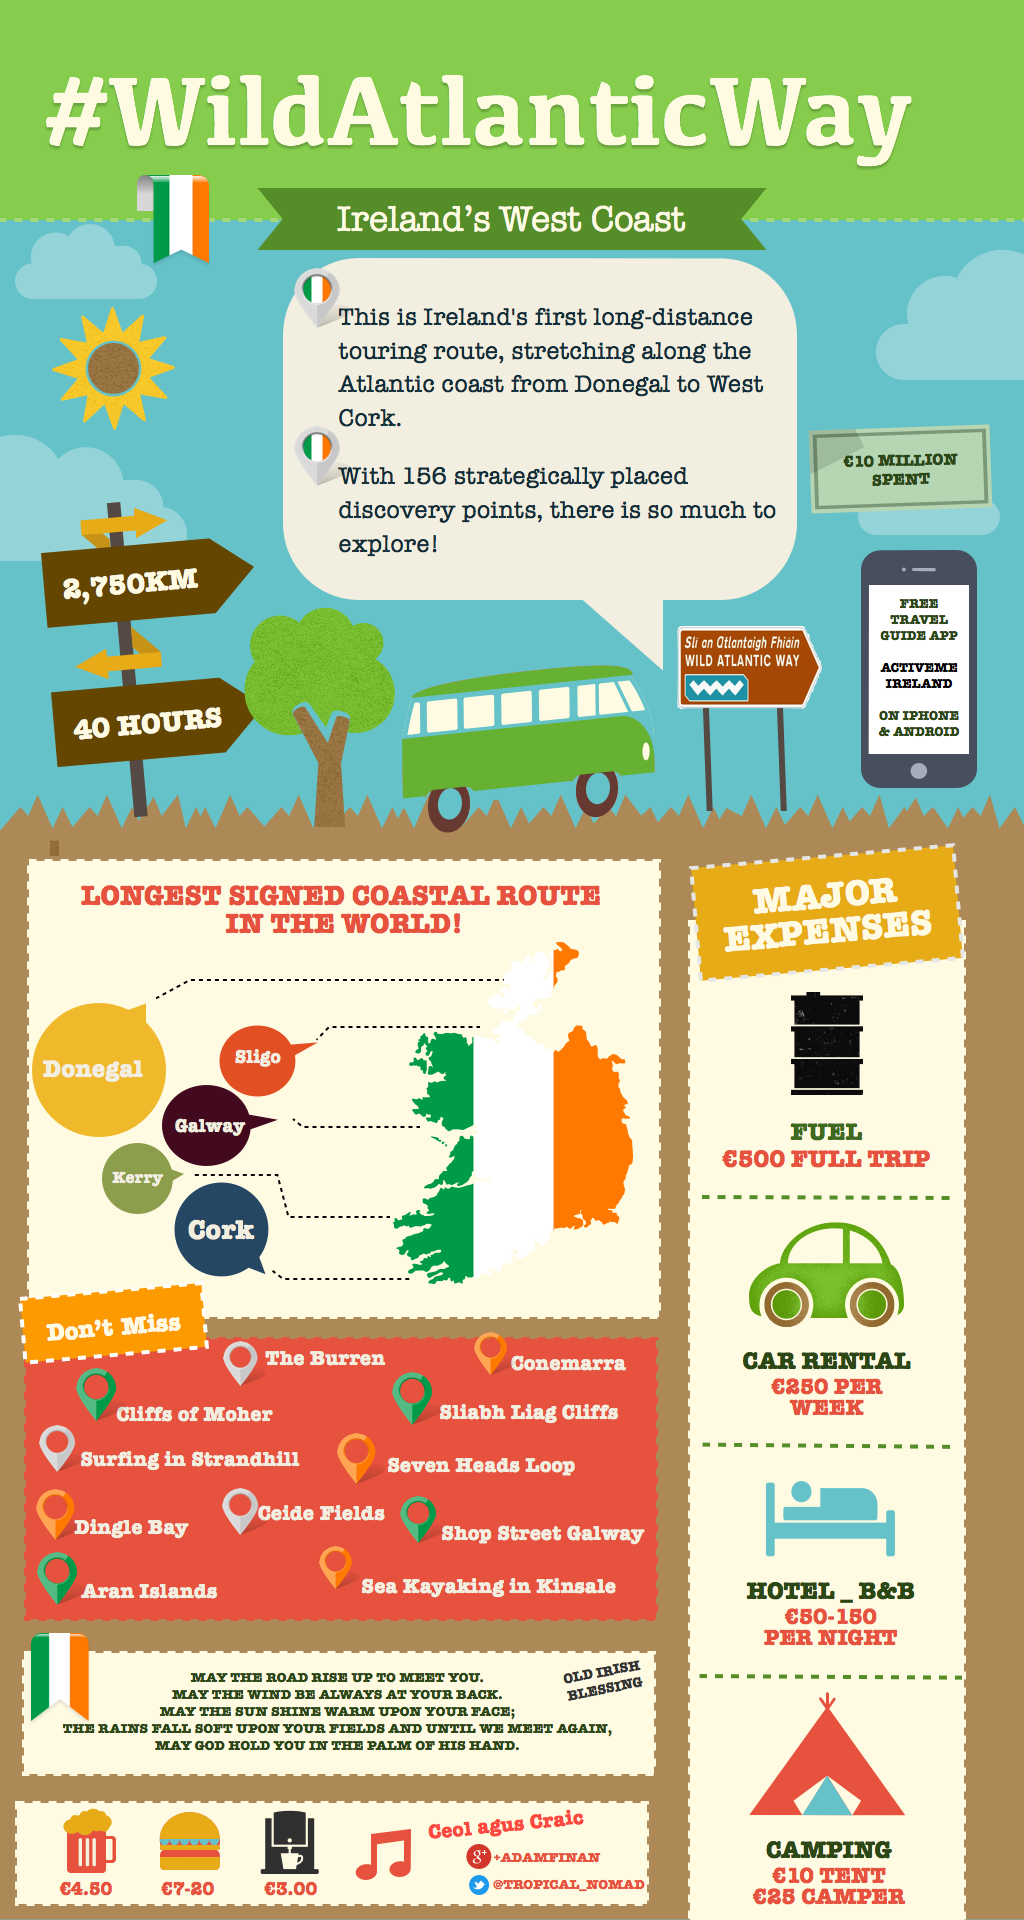 #WildAtlanticWay
Ireland's West Coast
This is Ireland's first long-distance
touring route, stretching along the
Atlantic coast from Donegal to West
Cork.
With 156 strategically placed
discovery points, there is so much to
explore!
€10 MILLION
SPENT
2,750KM
40 HOURS
Slí an Atlantaigh Fhiáin
WILD ATLANTIC WAY
FREE
TRAVEL
GUIDE APP
ACTIVEME
IRELAND
ON IPHONE
& ANDROID
LONGEST SIGNED COASTAL ROUTE
IN THE WORLD!
Donegal
Sligo
Galway
Kerry
Cork
MAJOR
EXPENSES
FUEL
€500 FULL TRIP
CAR RENTAL
€250 PER
WEEK
HOTEL _ B&B
€50-150
PER NIGHT
CAMPING
€10 TENT
€25 CAMPER
Don't Miss
The Burren
Conemarra
Cliffs of Moher
Sliabh Liag Cliffs
Surfing in Strandhill
Seven Heads Loop
Dingle Bay
Ceide Fields
Shop Street Galway
Aran Islands
Sea Kayaking in Kinsale
OLD IRISH
BLESSING
MAY THE ROAD RISE UP TO MEET YOU.
MAY THE WIND BE ALWAYS AT YOUR BACK.
MAY THE SUN SHINE WARM UPON YOUR FACE;
THE RAINS FALL SOFT UPON YOUR FIELDS AND UNTIL WE MEET AGAIN,
MAY GOD HOLD YOU IN THE PALM OF HIS HAND.
€4.50
€7-20
€3.00
Ceol agus Craic
g+ +ADAMFINAN
@TROPICAL_NOMAD